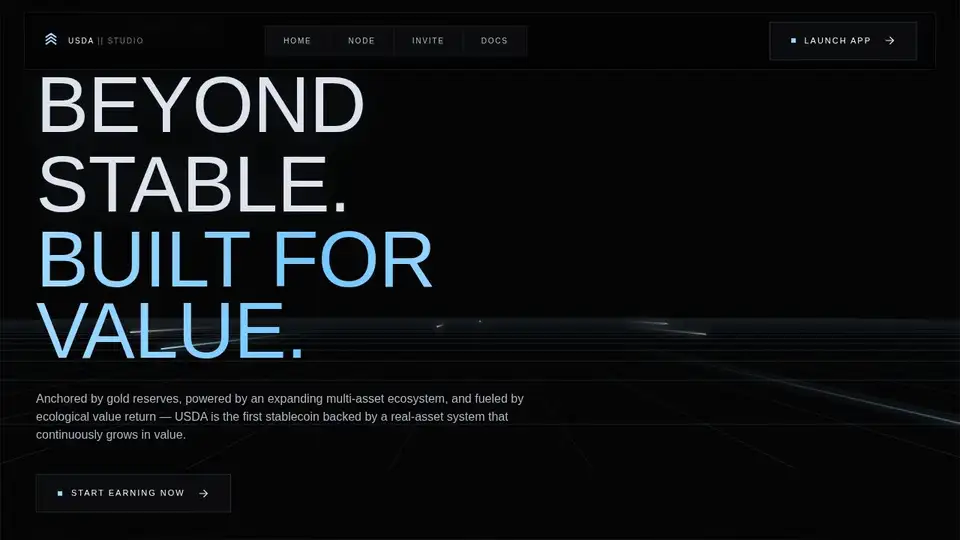 USDA || STUDIO
HOME
NODE
INVITE
DOCS
LAUNCH APP
BEYOND
STABLE.
BUILT FOR
VALUE.
Anchored by gold reserves, powered by an expanding multi-asset ecosystem, and fueled by
ecological value return — USDA is the first stablecoin backed by a real-asset system that
continuously grows in value.
START EARNING NOW